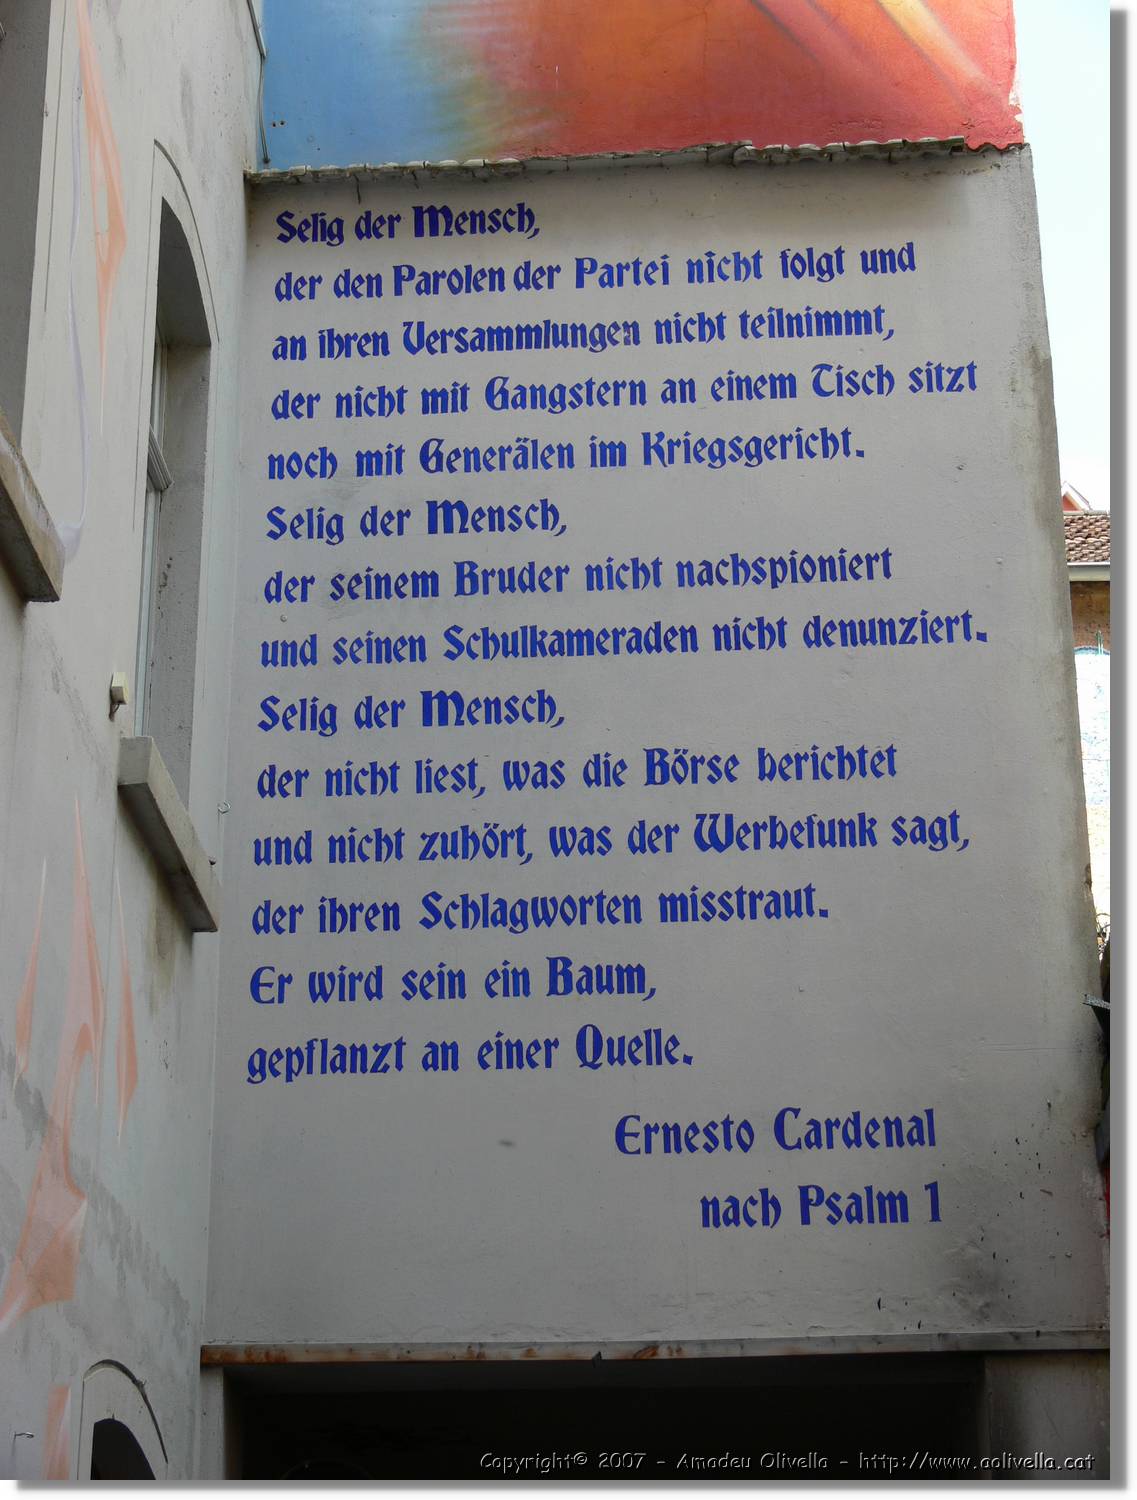 Selig der Mensch,
der den Parolen der Partei nicht folgt und
an ihren Versammlungen nicht teilnimmt,
der nicht mit Gangstern an einem Tisch sitzt
noch mit Generälen im Kriegsgericht.
Selig der Mensch,
der seinem Bruder nicht nachspioniert
und seinen Schulkameraden nicht denunziert.
Selig der Mensch,
der nicht liest, was die Börse berichtet
und nicht zuhört, was der Werbefunk sagt,
der ihren Schlagworten misstraut.
Er wird sein ein Baum,
gepflanzt an einer Quelle.
Ernesto Cardenal
nach Psalm 1
Copyright© 2007 - Amadeu Olivella - http://www.aolivella.cat